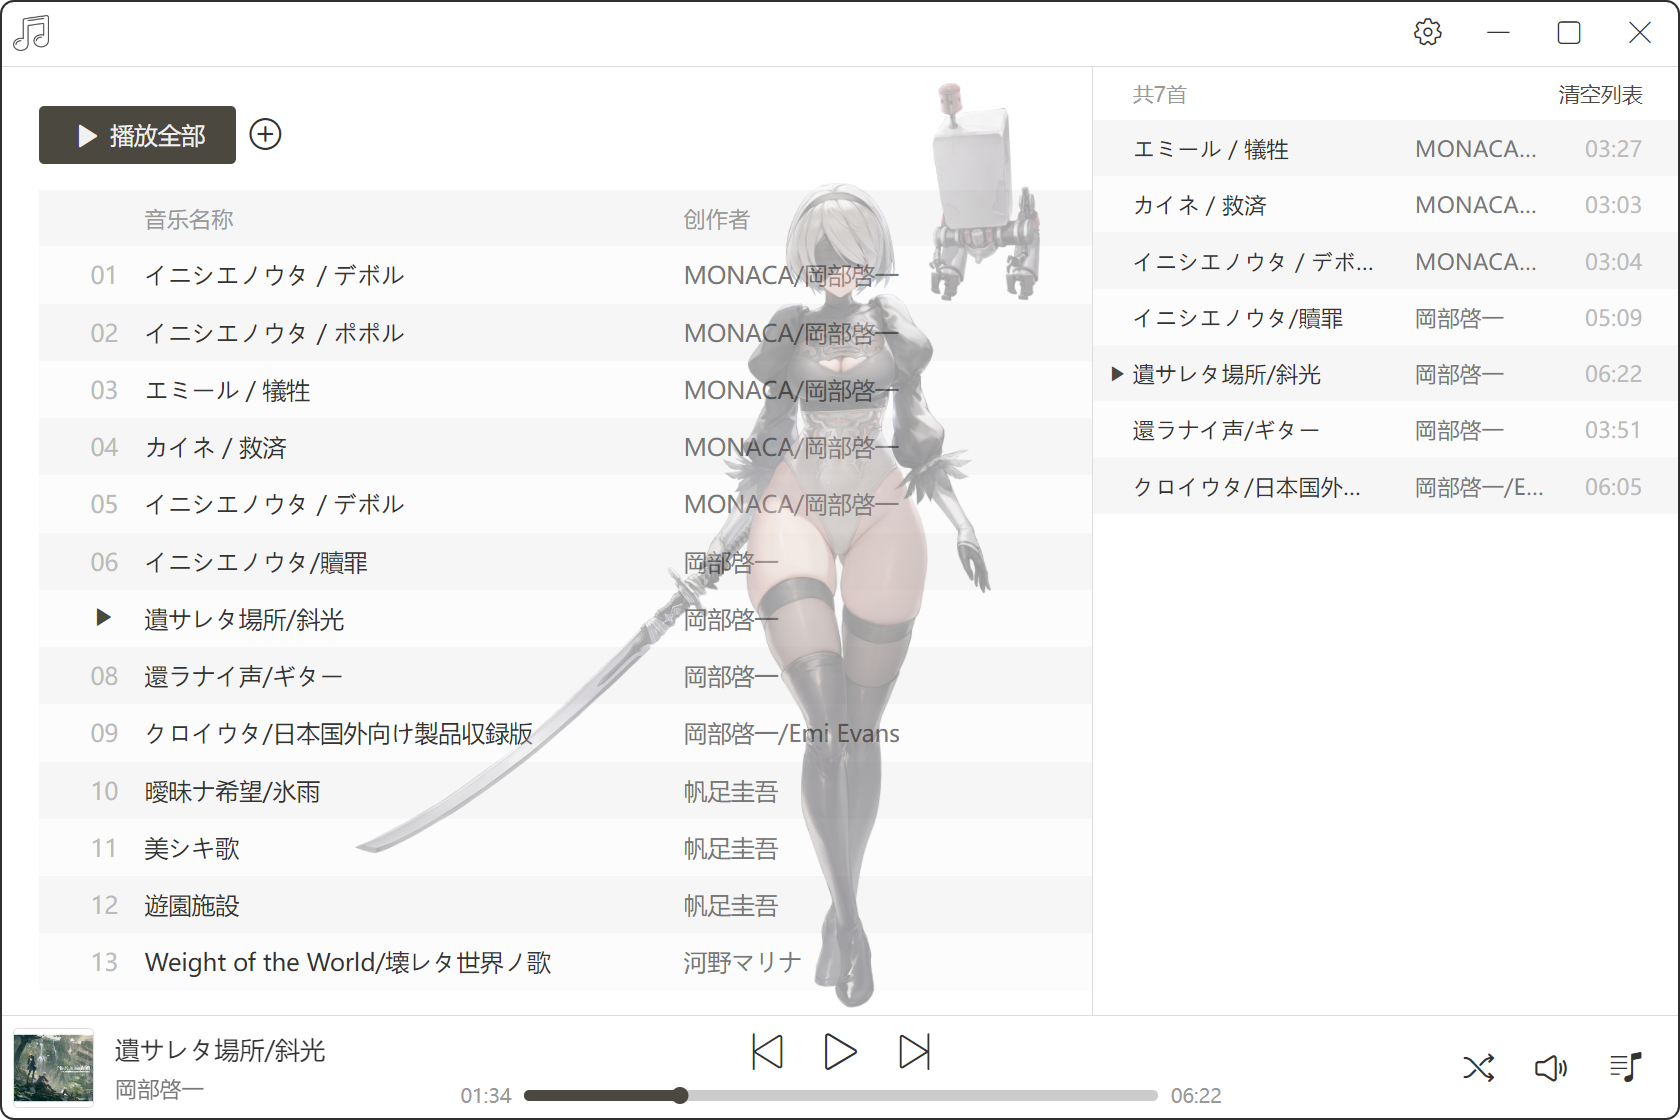 播放全部
音乐名称 创作者
01 イニシエノウタ / デボル MONACA/岡部啓一
02 イニシエノウタ / ポポル MONACA/岡部啓一
03 エミール / 犠牲 MONACA/岡部啓一
04 カイネ / 救済 MONACA/岡部啓一
05 イニシエノウタ / デボル MONACA/岡部啓一
06 イニシエノウタ/贖罪 岡部啓一
遺サレタ場所/斜光 岡部啓一
08 還ラナイ声/ギター 岡部啓一
09 クロイウタ/日本国外向け製品収録版 岡部啓一/Emi Evans
10 曖昧ナ希望/氷雨 帆足圭吾
11 美シキ歌 帆足圭吾
12 遊園施設 帆足圭吾
13 Weight of the World/壊レタ世界ノ歌 河野マリナ
共7首 清空列表
エミール / 犠牲 MONACA... 03:27
カイネ / 救済 MONACA... 03:03
イニシエノウタ / デボ... MONACA... 03:04
イニシエノウタ/贖罪 岡部啓一 05:09
遺サレタ場所/斜光 岡部啓一 06:22
還ラナイ声/ギター 岡部啓一 03:51
クロイウタ/日本国外... 岡部啓一/E... 06:05
遺サレタ場所/斜光
岡部啓一
01:34 06:22